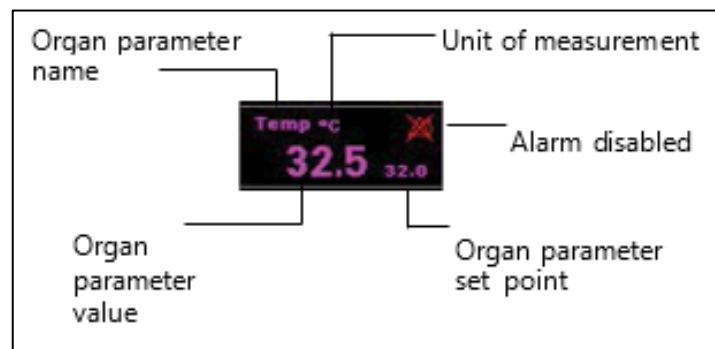 Organ parameter
name
Unit of measurement
Temp °C
32.5 32.0
Alarm disabled
Organ
parameter
value
Organ parameter
set point